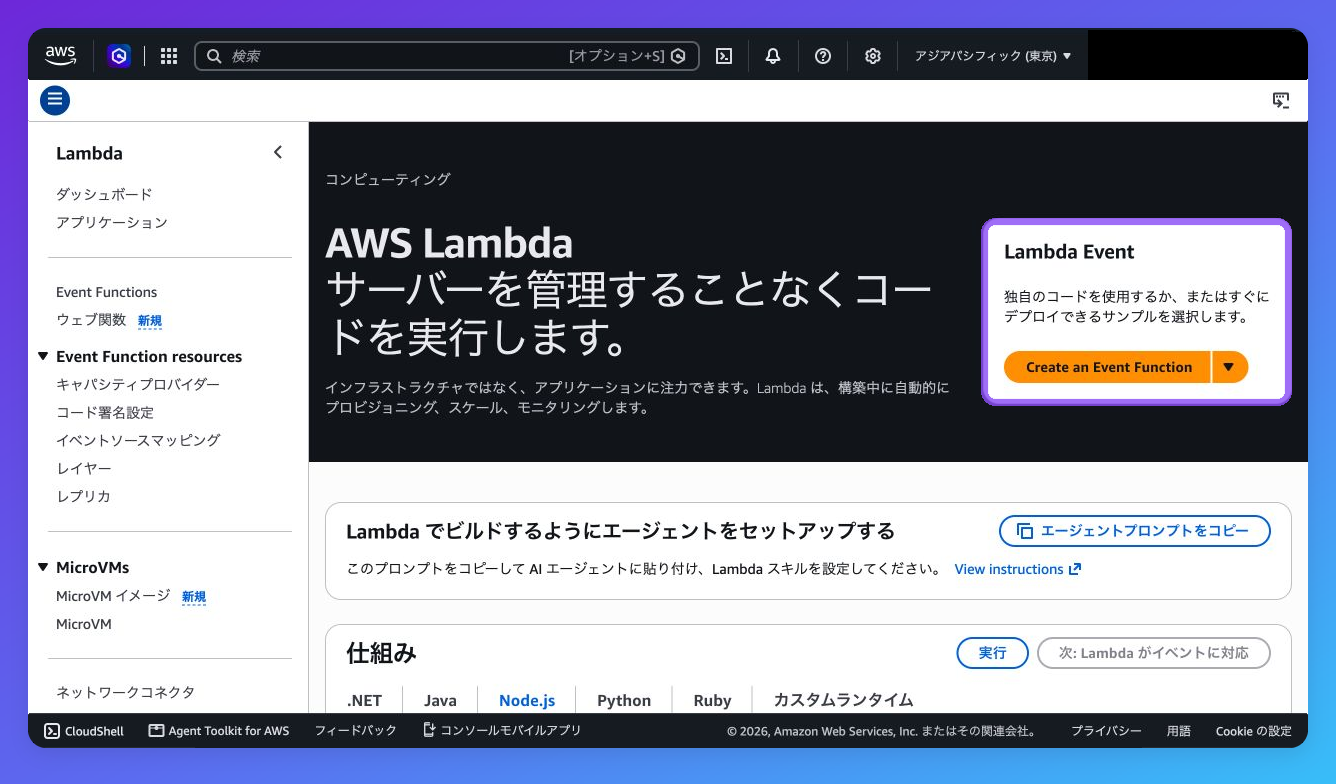 aws
検索
[オプション+S]
アジアパシフィック (東京)
Lambda
ダッシュボード
アプリケーション
Event Functions
ウェブ関数 新規
Event Function resources
キャパシティプロバイダー
コード署名設定
イベントソースマッピング
レイヤー
レプリカ
MicroVMs
MicroVM イメージ 新規
MicroVM
ネットワークコネクタ
コンピューティング
AWS Lambda
サーバーを管理することなくコー
ドを実行します。
インフラストラクチャではなく、アプリケーションに注力できます。Lambda は、構築中に自動的に
プロビジョニング、スケール、モニタリングします。
Lambda Event
独自のコードを使用するか、またはすぐに
デプロイできるサンプルを選択します。
Create an Event Function
Lambda でビルドするようにエージェントをセットアップする
エージェントプロンプトをコピー
このプロンプトをコピーして AI エージェントに貼り付け、Lambda スキルを設定してください。 View instructions
仕組み
実行
次: Lambda がイベントに対応
.NET Java Node.js Python Ruby カスタムランタイム
CloudShell Agent Toolkit for AWS フィードバック コンソールモバイルアプリ © 2026, Amazon Web Services, Inc. またはその関連会社。 プライバシー 用語 Cookie の設定